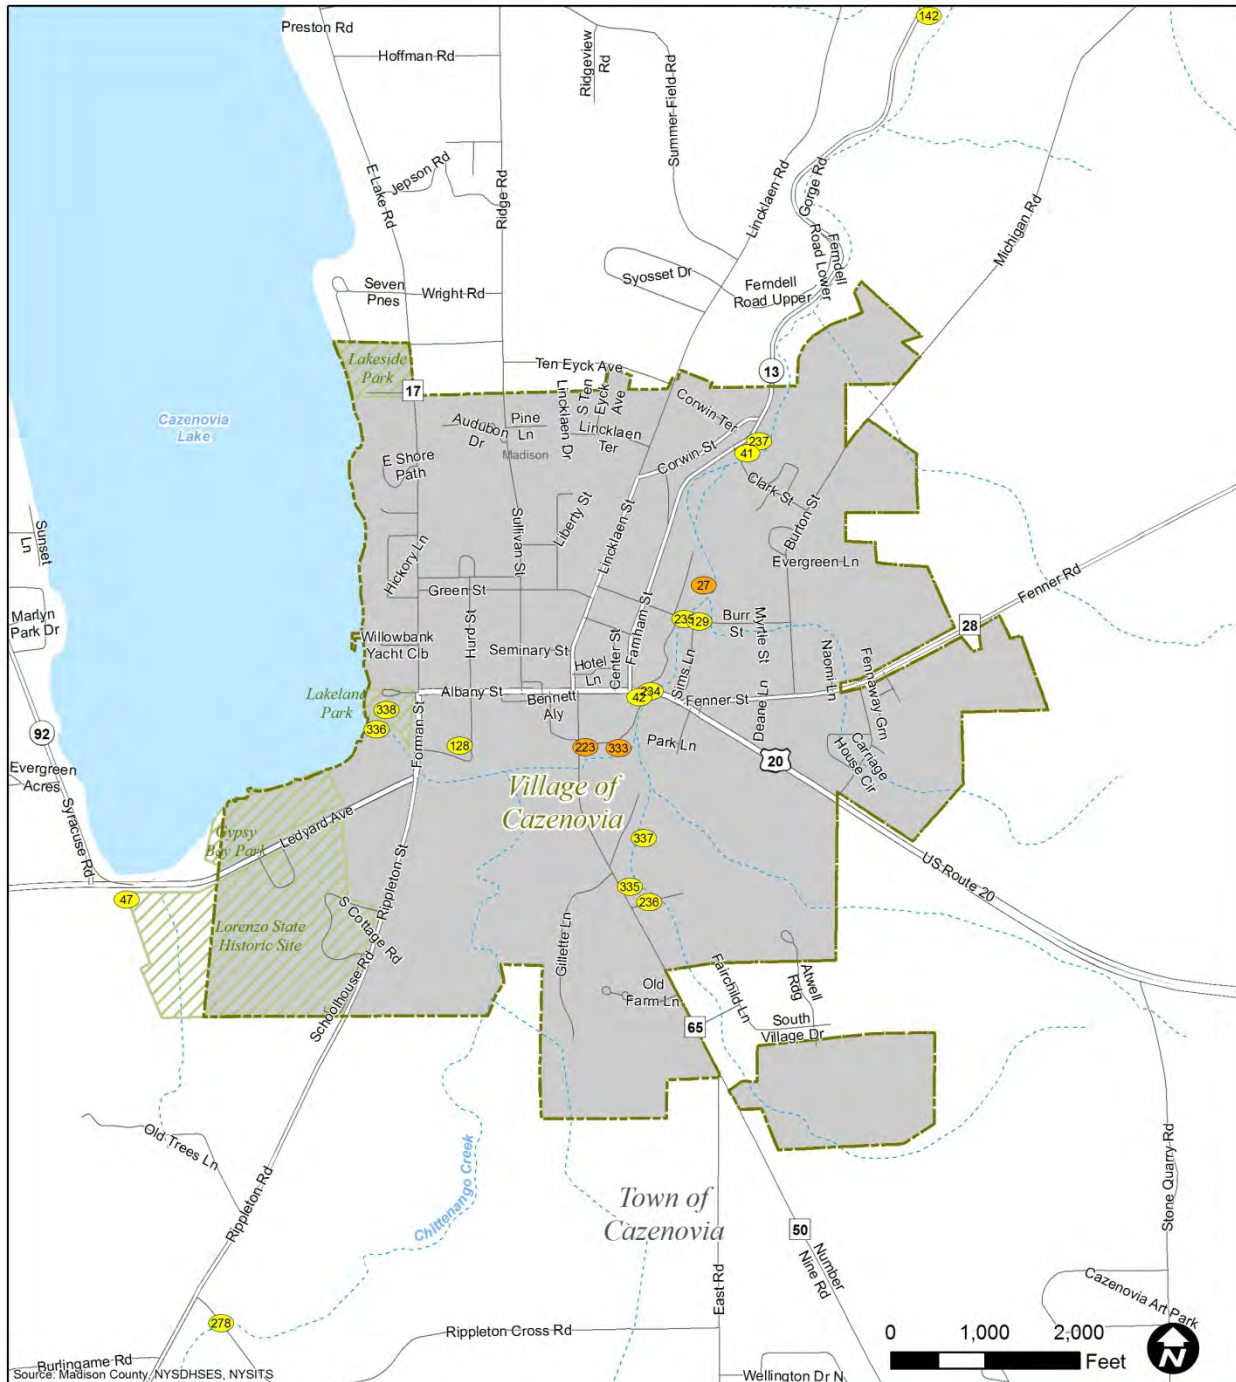 142
Preston Rd
Hoffman Rd
Ridgeview
Rd
Summer Field Rd
E Lake Rd
Jepson Rd
Ridge Rd
Lincklaen Rd
Gorge Rd
Ferndell
Road Lower
Michigan Rd
Seven
Pnes
Wright Rd
Syosset Dr
Ferndell
Road Upper
Lakeside
Park
Ten Eyck Ave
13
17
Cazenovia
Lake
Audubon
Dr
Pine
Ln
Lincklaen Dr
S Ten
Eyck
Ave
Lincklaen
Ter
Corwin Ter
Madison
Corwin St
237
41
E Shore
Path
Clark St
Sunset
Ln
Hickory Ln
Sullivan St
Liberty St
Lincklaen St
Burton St
Evergreen Ln
Green St
27
Fenner Rd
Marlyn
Park Dr
Hurd St
Farnham St
235
129
Burr
St
Myrtle St
28
Willowbank
Yacht Clb
Seminary St
Hotel
Ln
Center St
Sims Ln
Naomi Ln
Fennaway Grn
Lakeland
Park
Albany St
Bennett
Aly
234
42
Fenner St
Deane Ln
338
336
92
Forman St
128
223
333
Park Ln
20
Carriage
House Cir
Evergreen
Acres
Syracuse Rd
Village of
Cazenovia
Gypsy
Bay Park
Ledyard Ave
337
US Route 20
47
Rippleton St
335
236
Lorenzo State
Historic Site
S Cottage Rd
Gillette Ln
Schoolhouse Rd
Old
Farm Ln
Fairchild Ln
Atwell
Rdg
65
South
Village Dr
Old Trees Ln
Chittenango Creek
Rippleton Rd
Town of
Cazenovia
Stone Quarry Rd
50
Number
Nine Rd
East Rd
278
Rippleton Cross Rd
Cazenovia Art Park
Burlingame Rd
Wellington Dr N
0 1,000 2,000
Feet
N
Source: Madison County, NYSDHSES, NYSITS